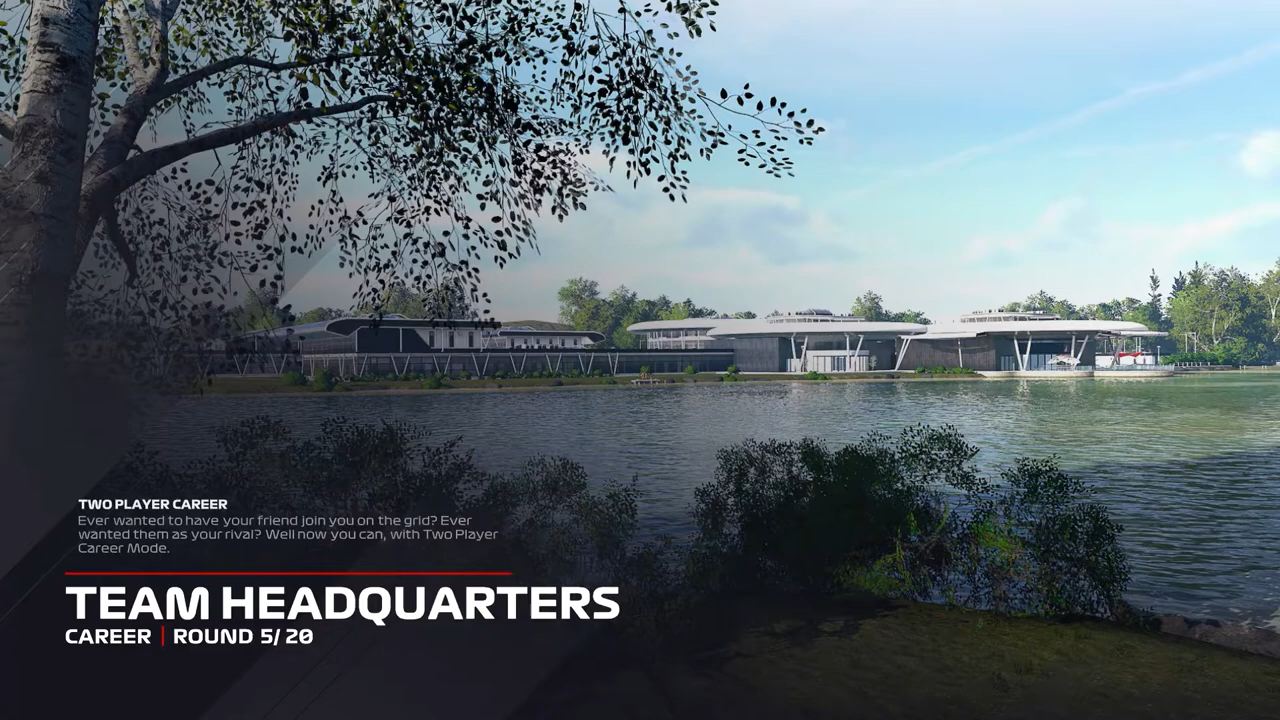 TWO PLAYER CAREER
Ever wanted to have your friend join you on the grid? Ever
wanted them as your rival? Well now you can, with Two Player
Career Mode.
TEAM HEADQUARTERS
CAREER | ROUND 5/20